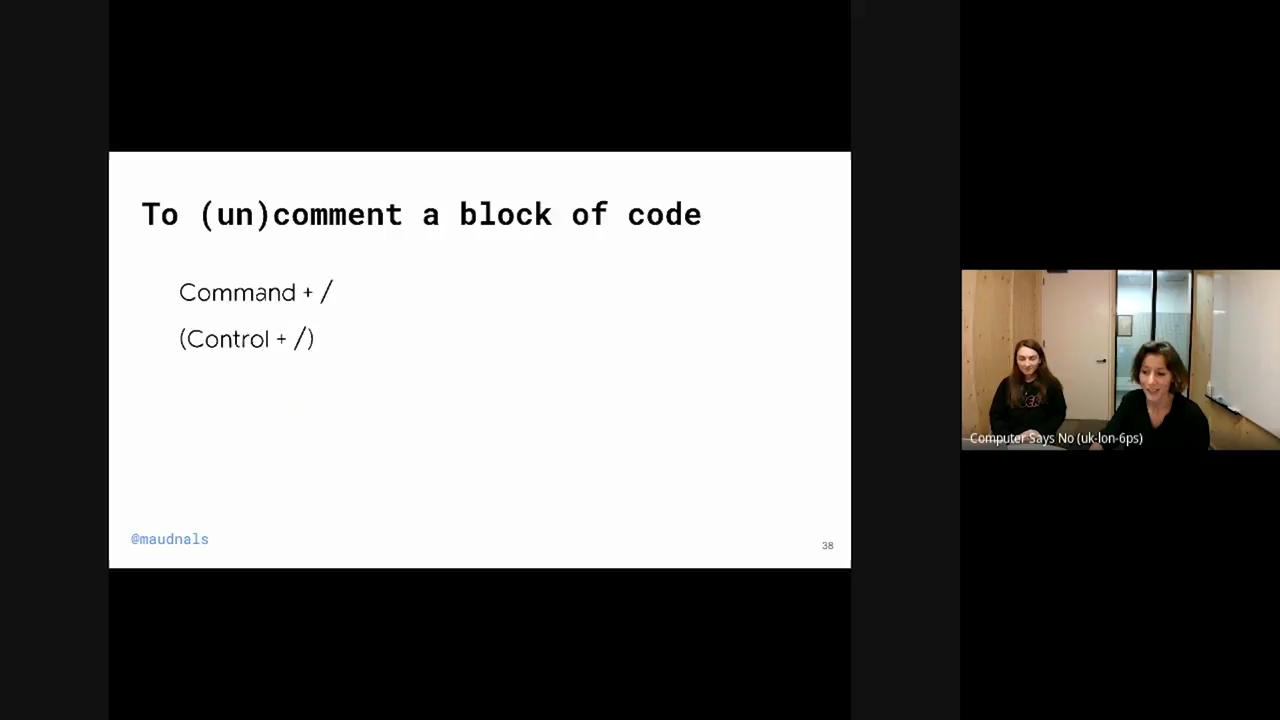 To (un)comment a block of code
Command + /
(Control + /)
@maudnals
38
Computer Says No (uk-lon-6ps)